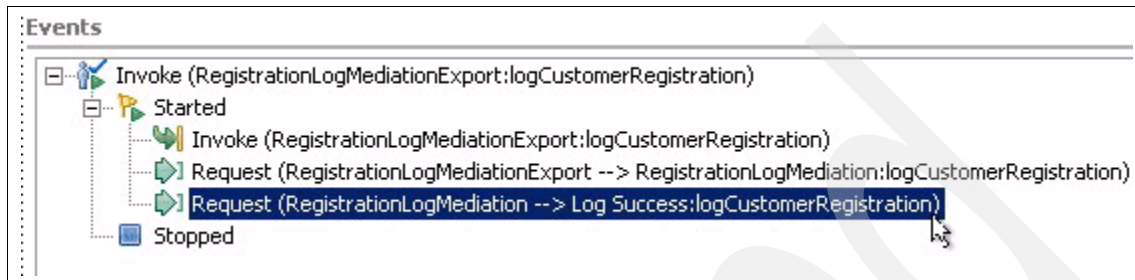 Events
Invoke (RegistrationLogMediationExport:logCustomerRegistration)
Started
Invoke (RegistrationLogMediationExport:logCustomerRegistration)
Request (RegistrationLogMediationExport --> RegistrationLogMediation:logCustomerRegistration)
Request (RegistrationLogMediation --> Log Success:logCustomerRegistration)
Stopped